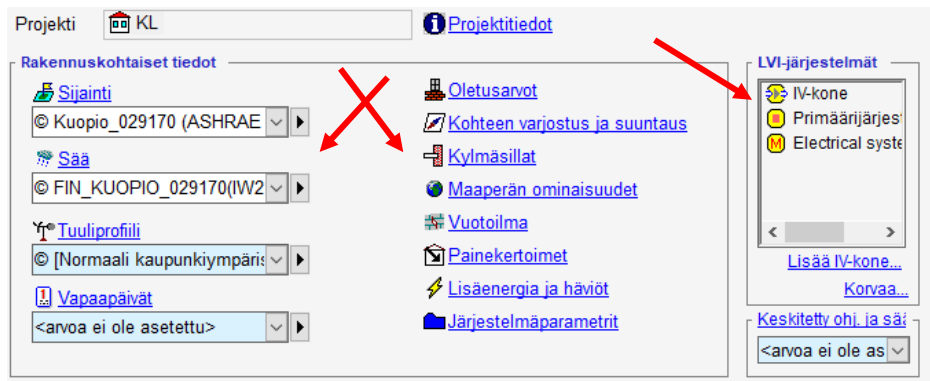 Projekti KL Projektitiedot
Rakennuskohtaiset tiedot
Sijainti
© Kuopio_029170 (ASHRAE
Sää
© FIN_KUOPIO_029170(IW2
Tuuliprofiili
© [Normaali kaupunkiympäris
Vapaapäivät
<arvoa ei ole asetettu>
Oletusarvot
Kohteen varjostus ja suuntaus
Kylmäsillat
Maaperän ominaisuudet
Vuotoilma
Painekertoimet
Lisäenergia ja häviöt
Järjestelmäparametrit
LVI-järjestelmät
IV-kone
Primäärijärjest
Electrical syste
Lisää IV-kone...
Korvaa...
Keskitetty ohj. ja sää
<arvoa ei ole as